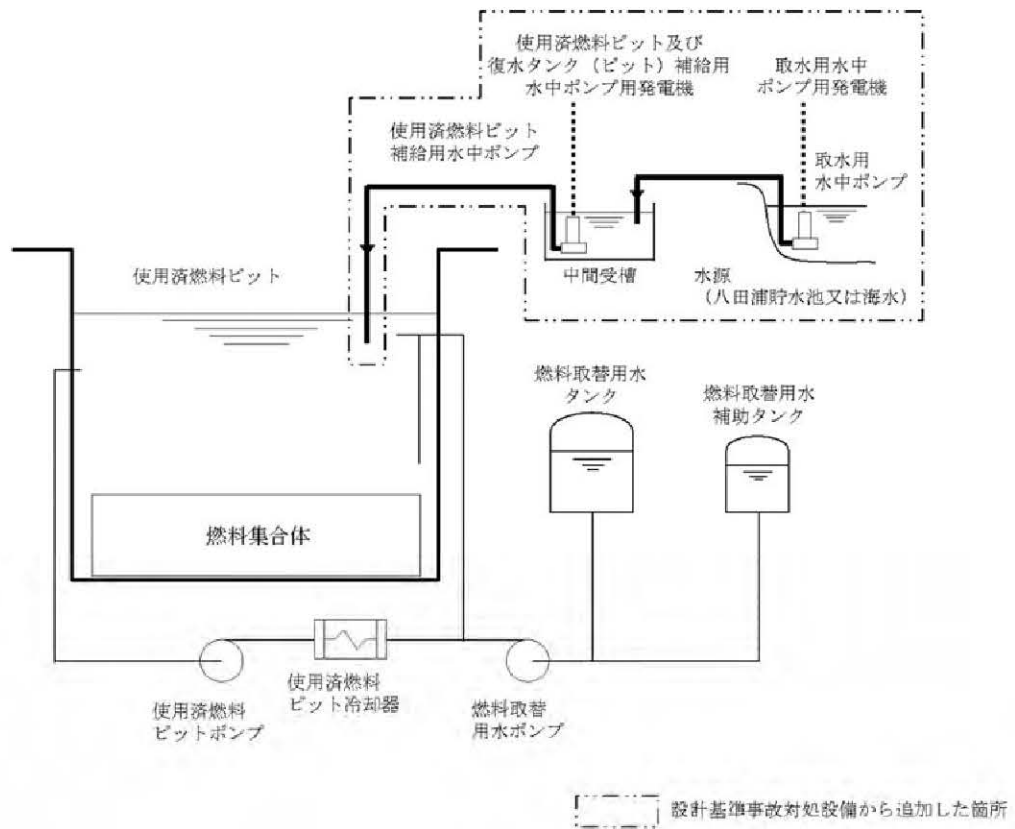 使用済燃料ピット及び
復水タンク(ピット)補給用
水中ポンプ用発電機
取水用水中
ポンプ用発電機
使用済燃料ピット
補給用水中ポンプ
取水用
水中ポンプ
使用済燃料ピット
中間受槽
水源
(八田浦貯水池又は海水)
燃料取替用水
タンク
燃料取替用水
補助タンク
燃料集合体
使用済燃料
ピットポンプ
使用済燃料
ピット冷却器
燃料取替
用水ポンプ
設計基準事故対処設備から追加した箇所